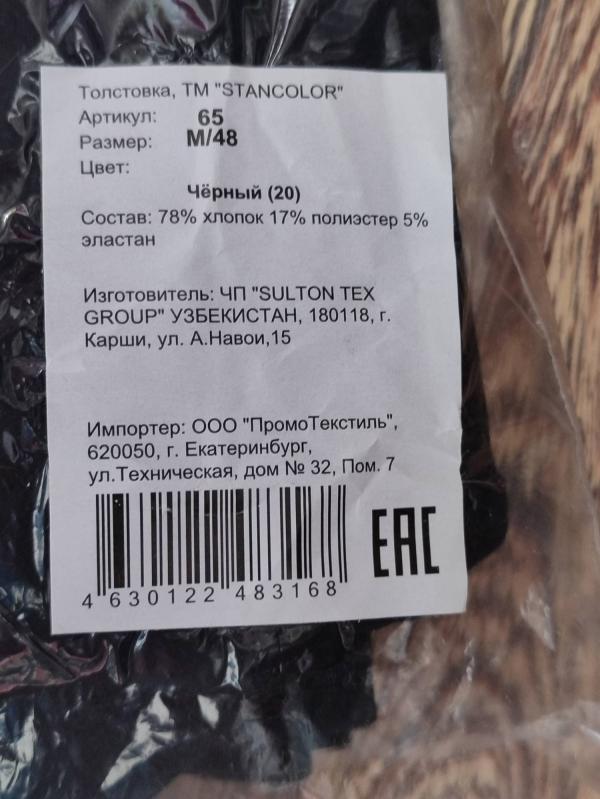 Толстовка, ТМ "STANCOLOR"
Артикул: 65
Размер: M/48
Цвет:
Чёрный (20)
Состав: 78% хлопок 17% полиэстер 5%
эластан
Изготовитель: ЧП "SULTON TEX
GROUP" УЗБЕКИСТАН, 180118, г.
Карши, ул. А.Навои,15
Импортер: ООО "ПромоТекстиль",
620050, г. Екатеринбург,
ул.Техническая, дом № 32, Пом. 7
EAC
4 630122 483168